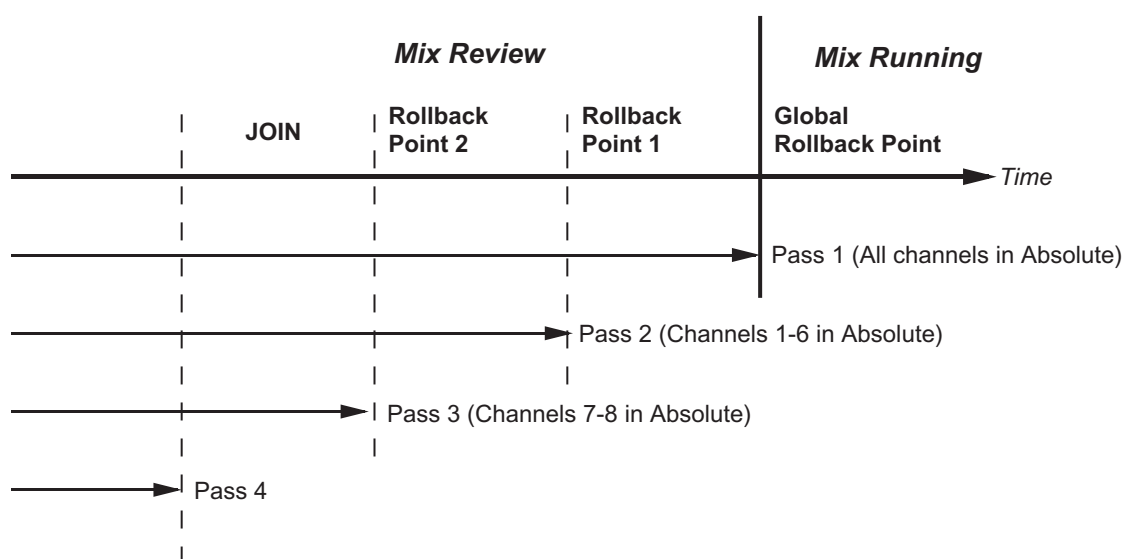 Mix Review
Mix Running
JOIN
Rollback
Point 2
Rollback
Point 1
Global
Rollback Point
Time
Pass 1 (All channels in Absolute)
Pass 2 (Channels 1-6 in Absolute)
Pass 3 (Channels 7-8 in Absolute)
Pass 4